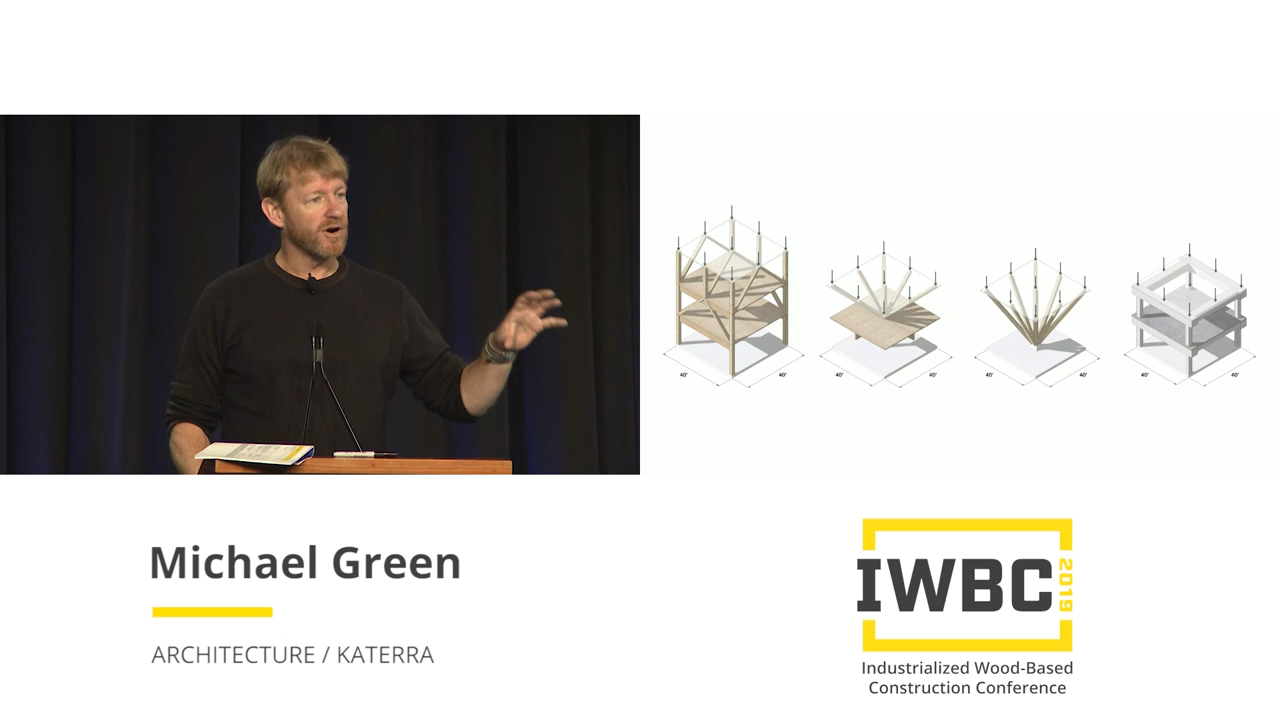 40' 40' 40' 40' 40' 40' 40' 40'
Michael Green
ARCHITECTURE / KATERRA
IWBC 2019
Industrialized Wood-Based
Construction Conference